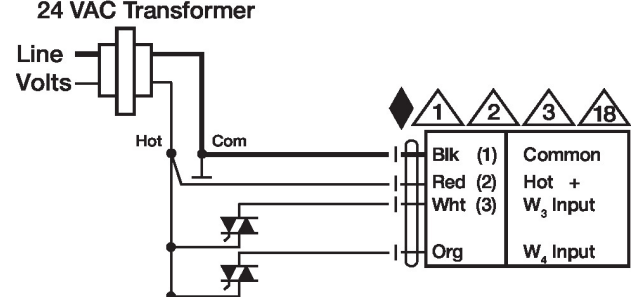 24 VAC Transformer
Line
Volts
Hot
Com
1
2
3
18
Blk (1) Common
Red (2) Hot +
Wht (3) W3 Input
Org W4 Input